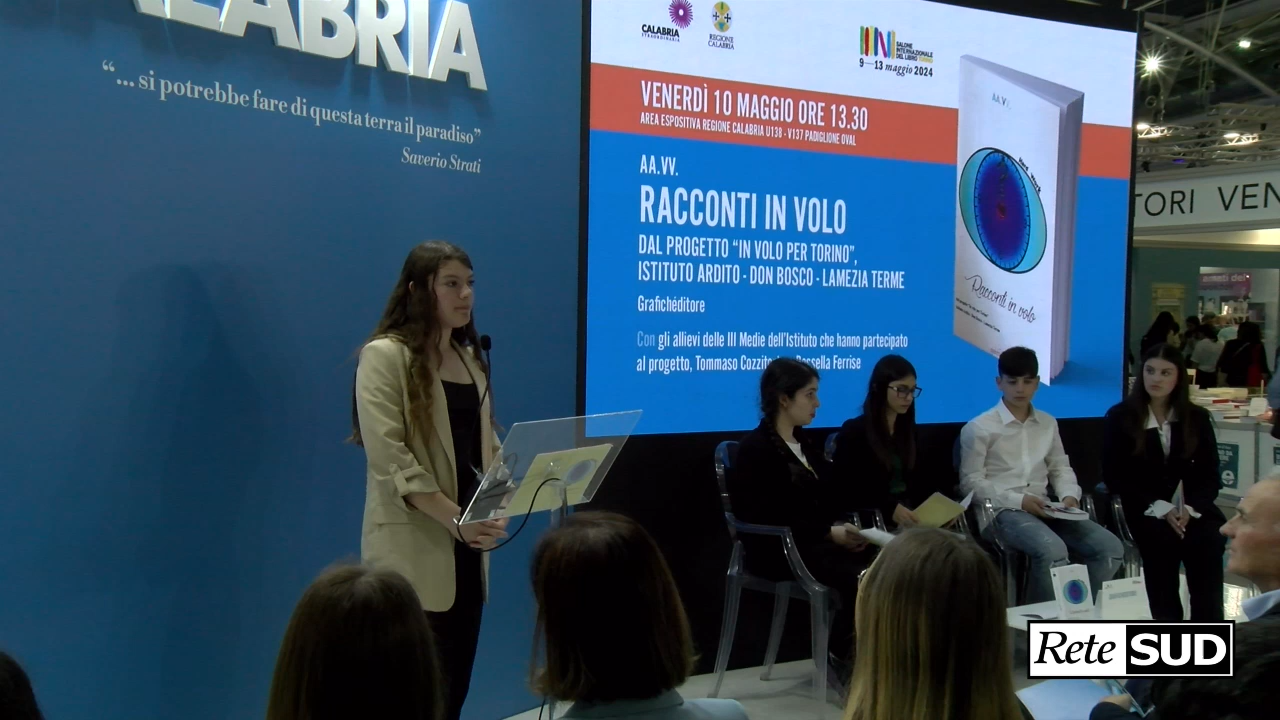 CALABRIA
“... si potrebbe fare di questa terra il paradiso”
Saverio Strati
CALABRIA
STRAORDINARIA
REGIONE
CALABRIA
SALONE
INTERNAZIONALE
DEL LIBRO TORINO
9—13 maggio 2024
VENERDÌ 10 MAGGIO ORE 13.30
AREA ESPOSITIVA REGIONE CALABRIA U138 - V137 PADIGLIONE OVAL
AA.VV.
RACCONTI IN VOLO
DAL PROGETTO “IN VOLO PER TORINO”,
ISTITUTO ARDITO - DON BOSCO - LAMEZIA TERME
Grafichéditore
Con gli allievi delle III Medie dell'Istituto che hanno partecipato
al progetto, Tommaso Cozzitorto, Rossella Ferrise
AA.VV.
Racconti in volo
TORI VEN
Rete SUD